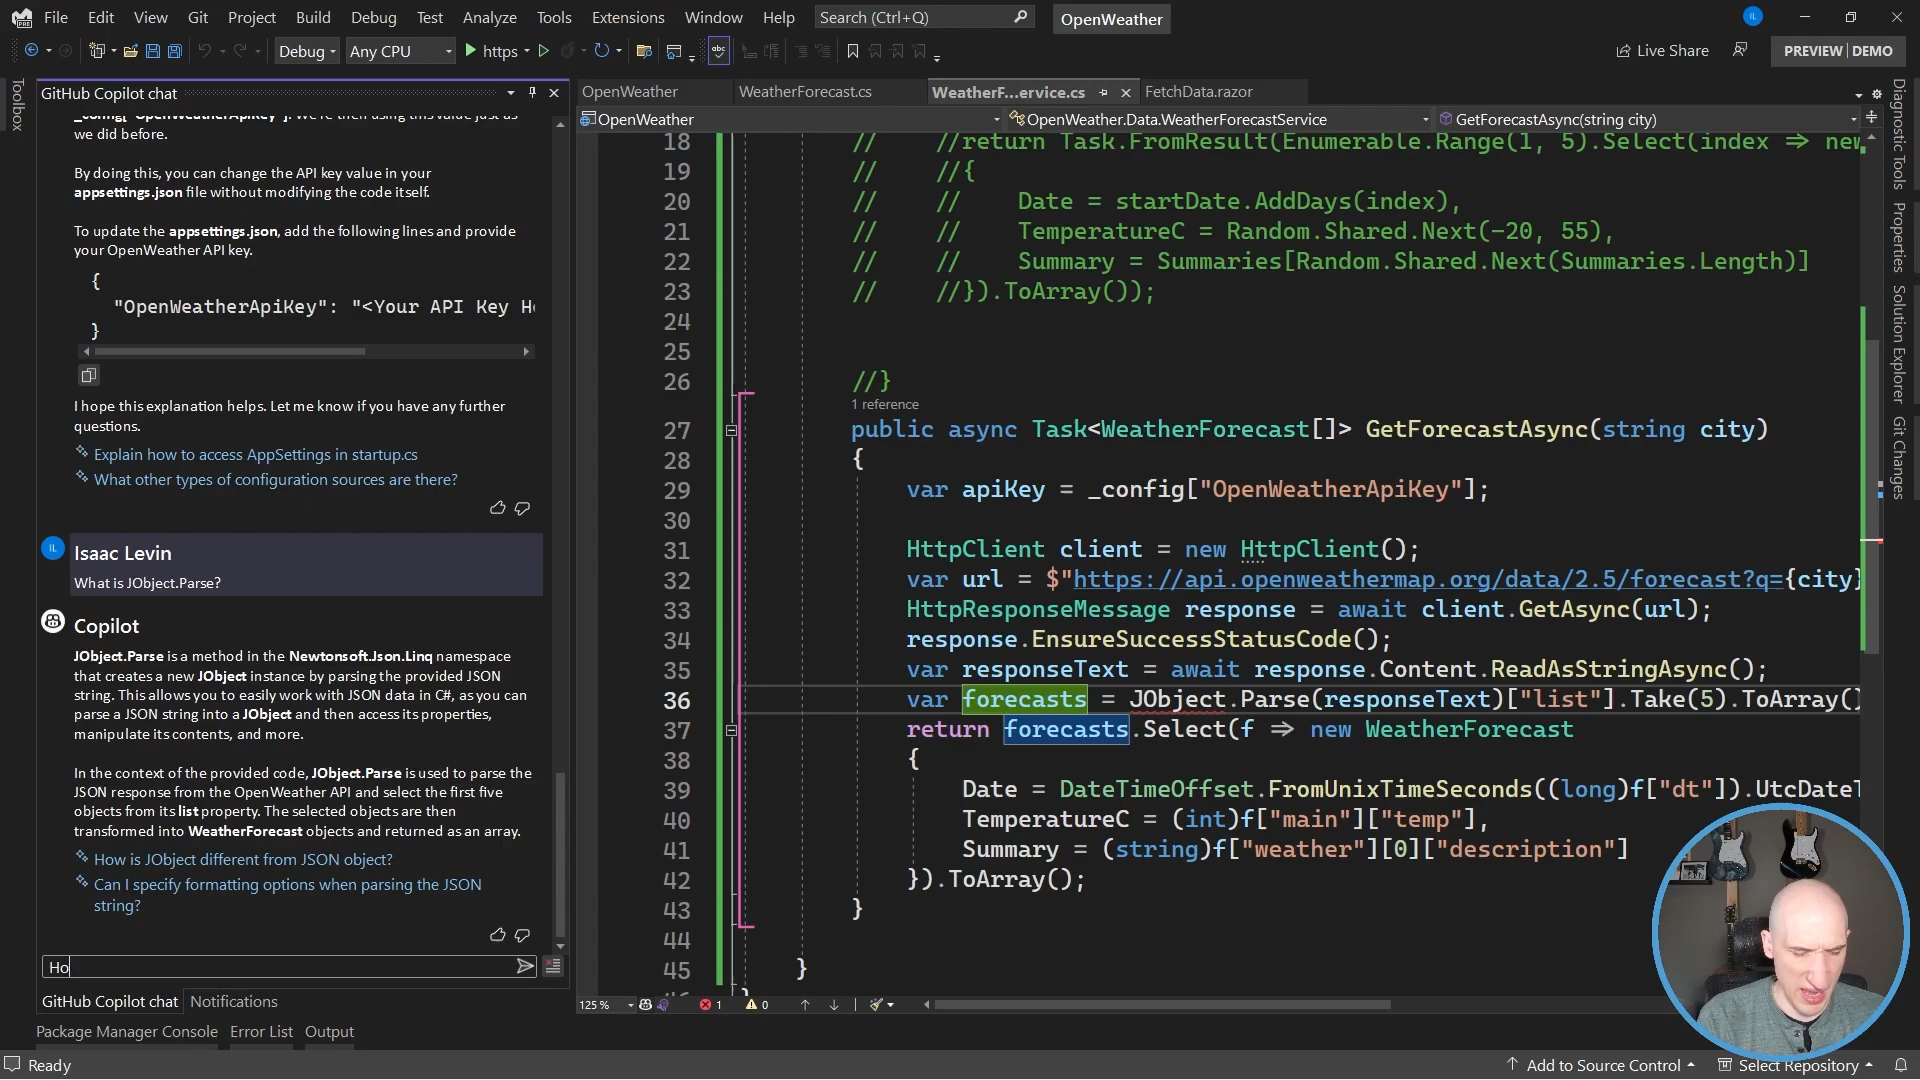 File Edit View Git Project Build Debug Test Analyze Tools Extensions Window Help Search (Ctrl+Q) OpenWeather IL
Debug Any CPU https Live Share PREVIEW | DEMO
Toolbox
GitHub Copilot chat
_config["OpenWeatherApiKey"]. We're then using this value just as
we did before.
By doing this, you can change the API key value in your
appsettings.json file without modifying the code itself.
To update the appsettings.json, add the following lines and provide
your OpenWeather API key.
{
"OpenWeatherApiKey": "<Your API Key He
}
I hope this explanation helps. Let me know if you have any further
questions.
Explain how to access AppSettings in startup.cs
What other types of configuration sources are there?
IL Isaac Levin
What is JObject.Parse?
Copilot
JObject.Parse is a method in the Newtonsoft.Json.Linq namespace
that creates a new JObject instance by parsing the provided JSON
string. This allows you to easily work with JSON data in C#, as you can
parse a JSON string into a JObject and then access its properties,
manipulate its contents, and more.
In the context of the provided code, JObject.Parse is used to parse the
JSON response from the OpenWeather API and select the first five
objects from its list property. The selected objects are then
transformed into WeatherForecast objects and returned as an array.
How is JObject different from JSON object?
Can I specify formatting options when parsing the JSON
string?
Ho
GitHub Copilot chat Notifications
Package Manager Console Error List Output
OpenWeather WeatherForecast.cs WeatherF...ervice.cs FetchData.razor
OpenWeather OpenWeather.Data.WeatherForecastService GetForecastAsync(string city)
18 // //return Task.FromResult(Enumerable.Range(1, 5).Select(index => new
19 // //{
20 // // Date = startDate.AddDays(index),
21 // // TemperatureC = Random.Shared.Next(-20, 55),
22 // // Summary = Summaries[Random.Shared.Next(Summaries.Length)]
23 // //}).ToArray());
24
25
26 //}
1 reference
27 public async Task<WeatherForecast[]> GetForecastAsync(string city)
28 {
29 var apiKey = _config["OpenWeatherApiKey"];
30
31 HttpClient client = new HttpClient();
32 var url = $"https://api.openweathermap.org/data/2.5/forecast?q={city}
33 HttpResponseMessage response = await client.GetAsync(url);
34 response.EnsureSuccessStatusCode();
35 var responseText = await response.Content.ReadAsStringAsync();
36 var forecasts = JObject.Parse(responseText)["list"].Take(5).ToArray()
37 return forecasts.Select(f => new WeatherForecast
38 {
39 Date = DateTimeOffset.FromUnixTimeSeconds((long)f["dt"]).UtcDateT
40 TemperatureC = (int)f["main"]["temp"],
41 Summary = (string)f["weather"][0]["description"]
42 }).ToArray();
43 }
44
45 }
125 % 1 0
Diagnostic Tools
Properties
Solution Explorer
Git Changes
Ready Add to Source Control Select Repository